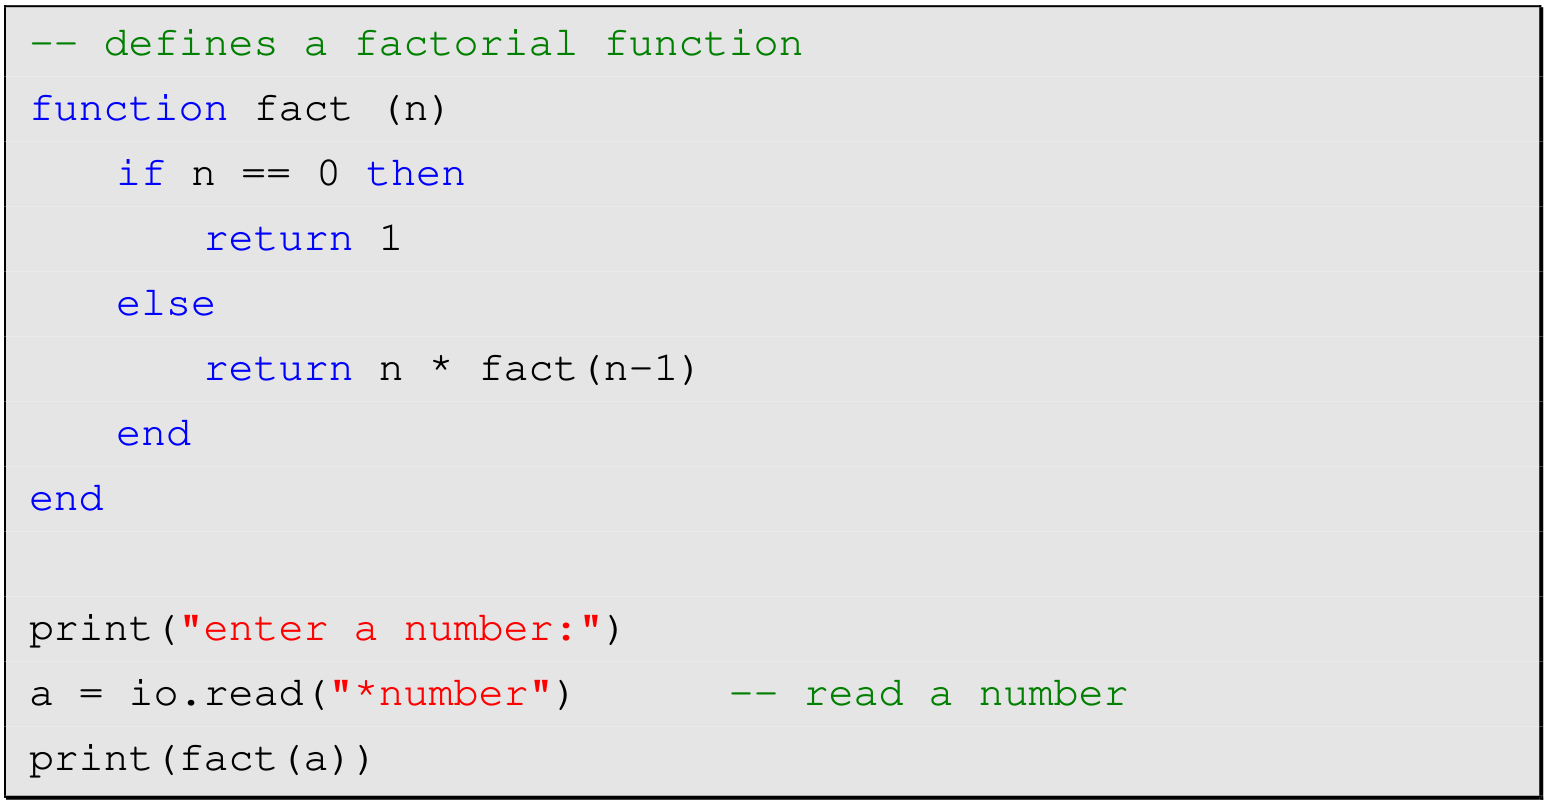 -- defines a factorial function
function fact (n)
    if n == 0 then
        return 1
    else
        return n * fact(n-1)
    end
end

print("enter a number:")
a = io.read("*number")      -- read a number
print(fact(a))